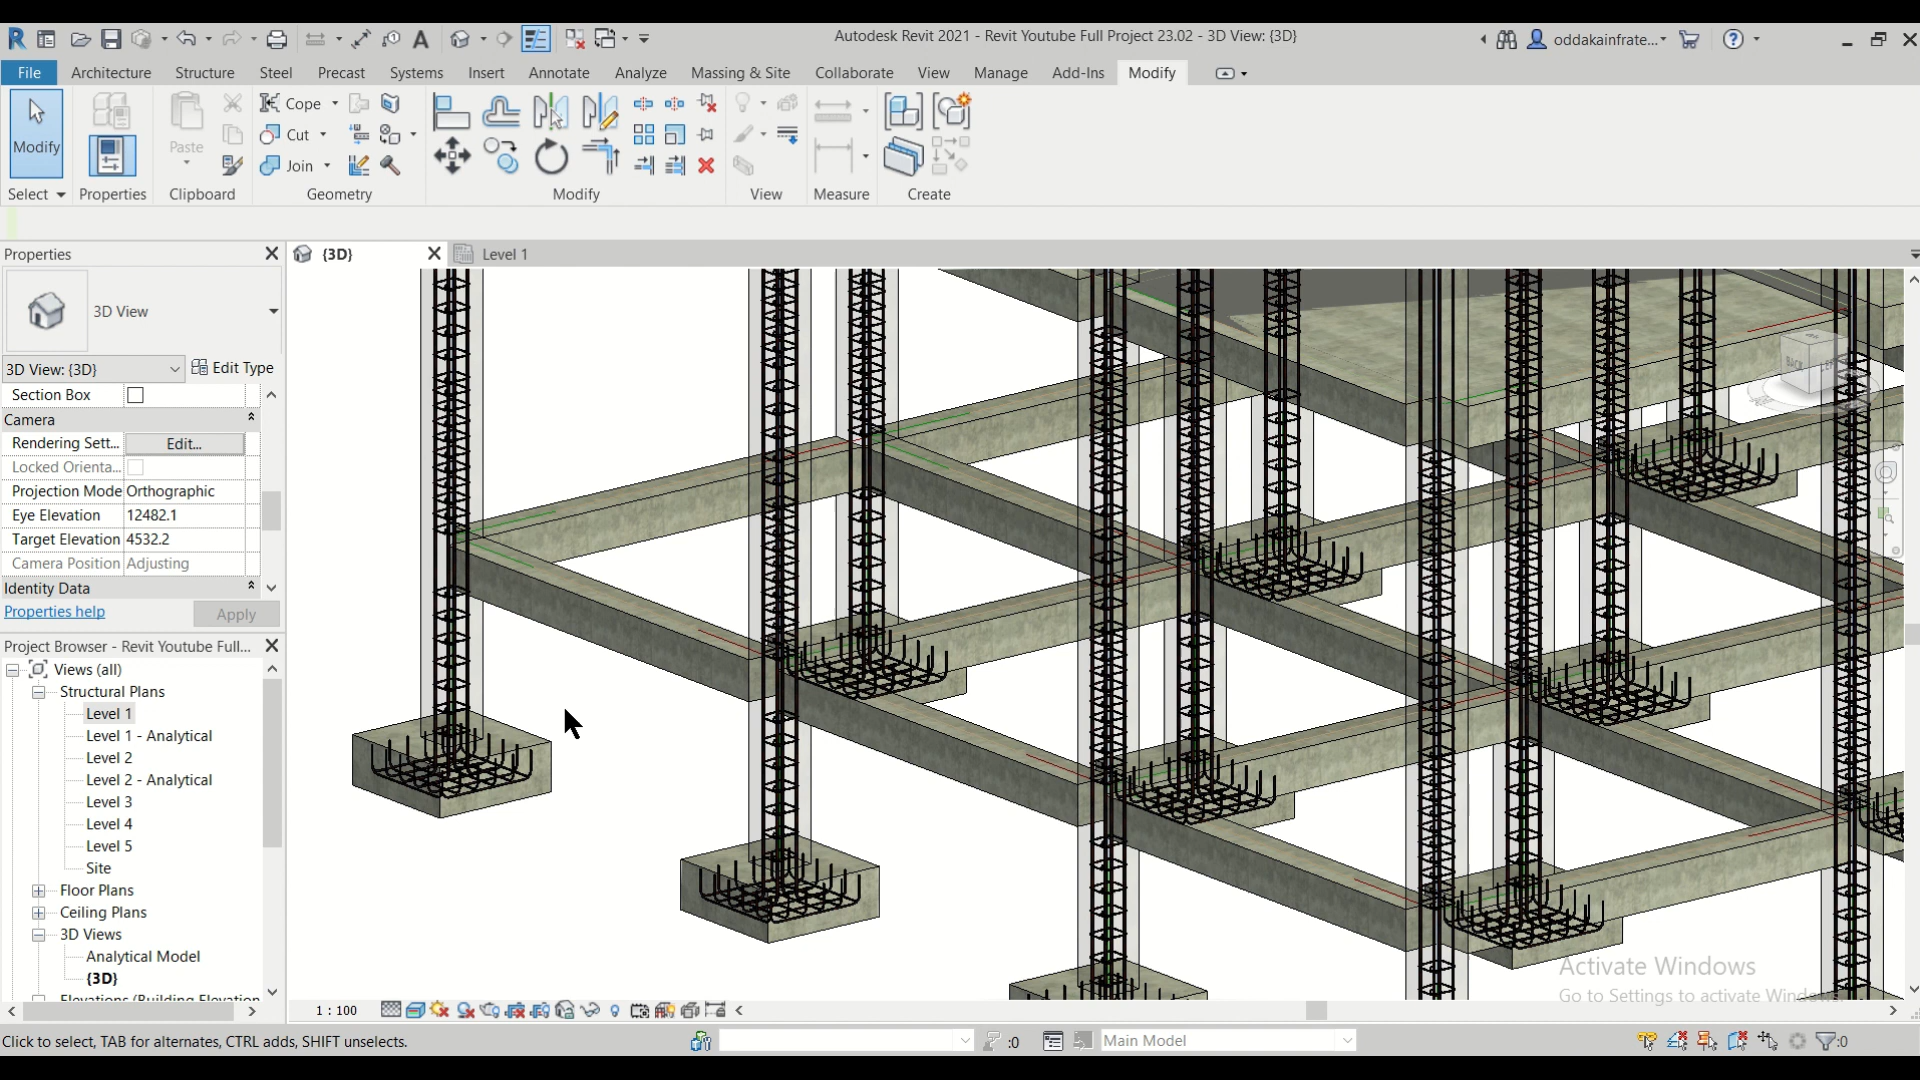 Autodesk Revit 2021 - Revit Youtube Full Project 23.02 - 3D View: {3D}
oddakainfrate...
File Architecture Structure Steel Precast Systems Insert Annotate Analyze Massing & Site Collaborate View Manage Add-Ins Modify
Modify
Paste
Cope
Cut
Join
Select Properties Clipboard Geometry Modify View Measure Create
Properties
{3D}
Level 1
3D View
3D View: {3D}
Edit Type
Section Box
Camera
Rendering Sett... Edit...
Locked Orienta...
Projection Mode Orthographic
Eye Elevation 12482.1
Target Elevation 4532.2
Camera Position Adjusting
Identity Data
Properties help
Apply
Project Browser - Revit Youtube Full...
Views (all)
Structural Plans
Level 1
Level 1 - Analytical
Level 2
Level 2 - Analytical
Level 3
Level 4
Level 5
Site
Floor Plans
Ceiling Plans
3D Views
Analytical Model
{3D}
Elevations (Building Elevation
BACK
Activate Windows
Go to Settings to activate Windows.
1 : 100
Click to select, TAB for alternates, CTRL adds, SHIFT unselects.
:0
Main Model
:0